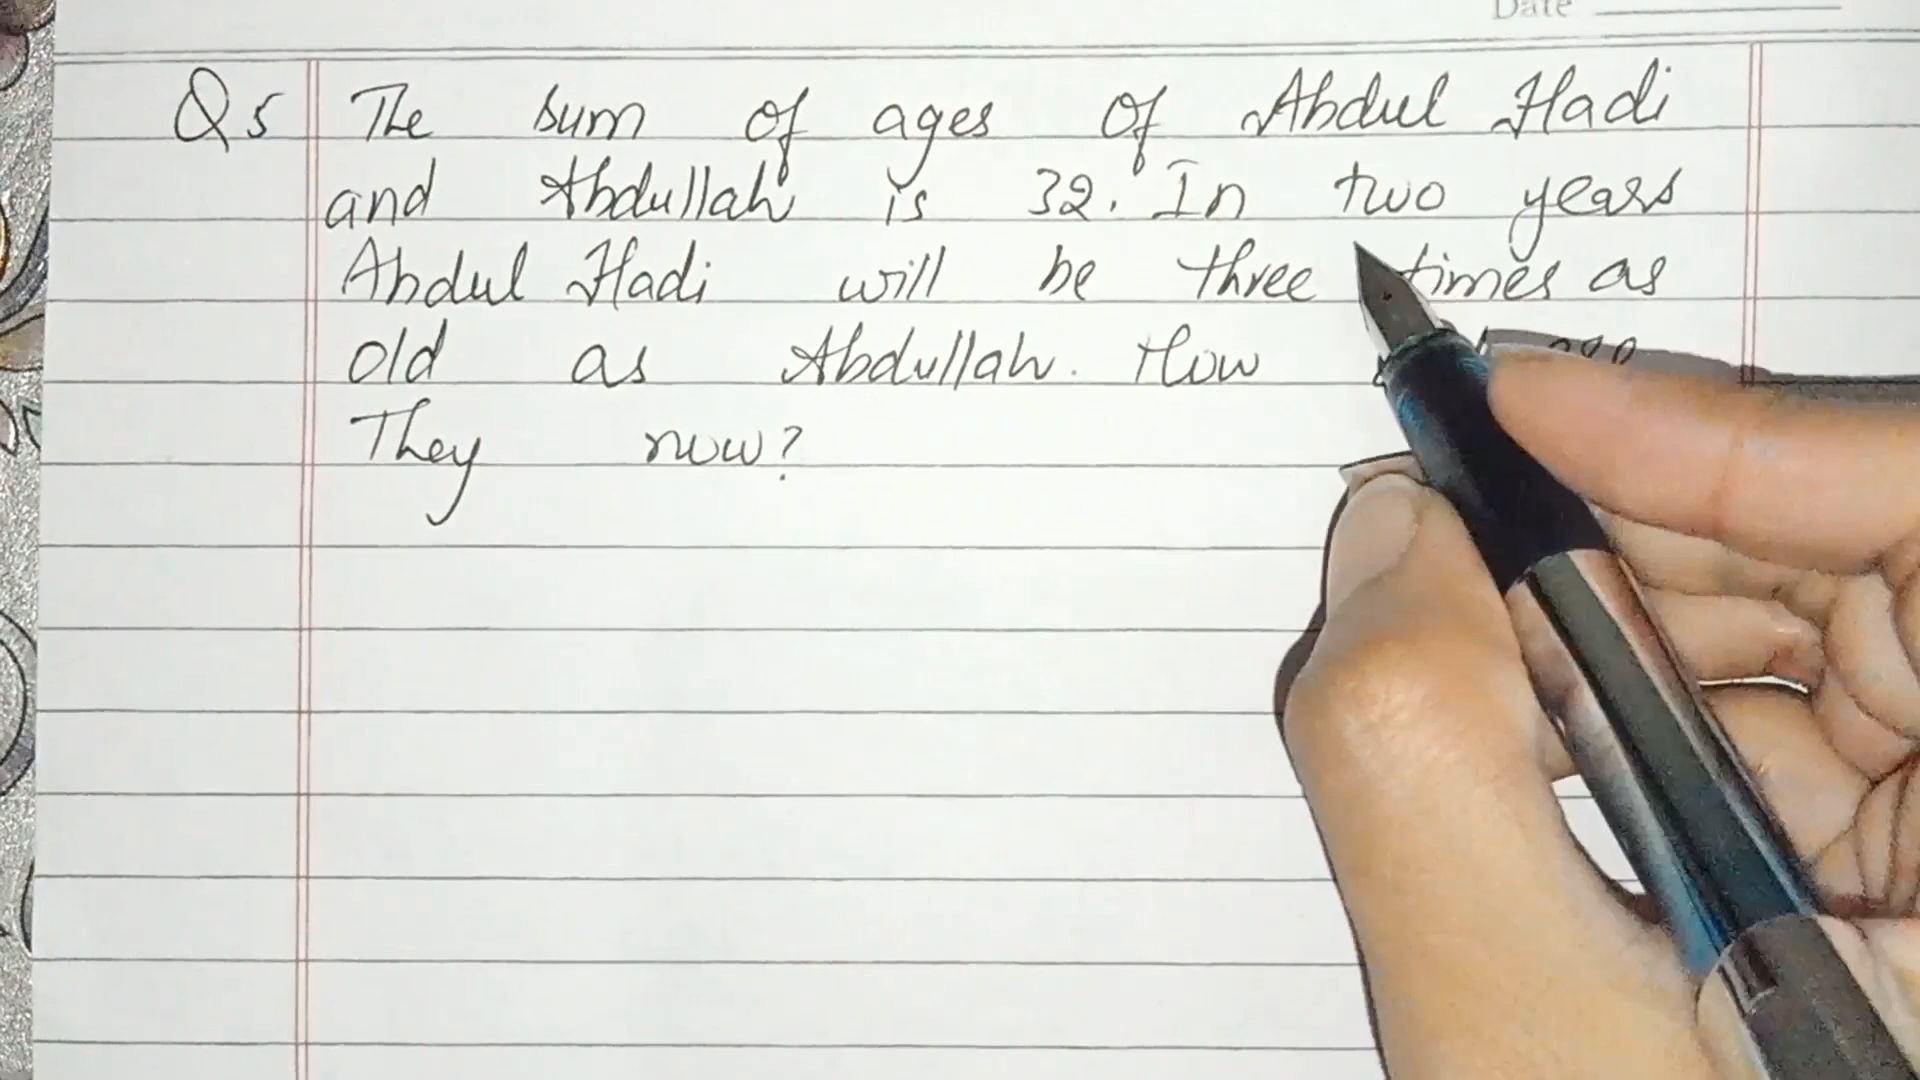 Date
Q5 The sum of ages of Abdul Hadi
and Abdullah is 32. In two years
Abdul Hadi will be three times as
old as Abdullah. How
They now?